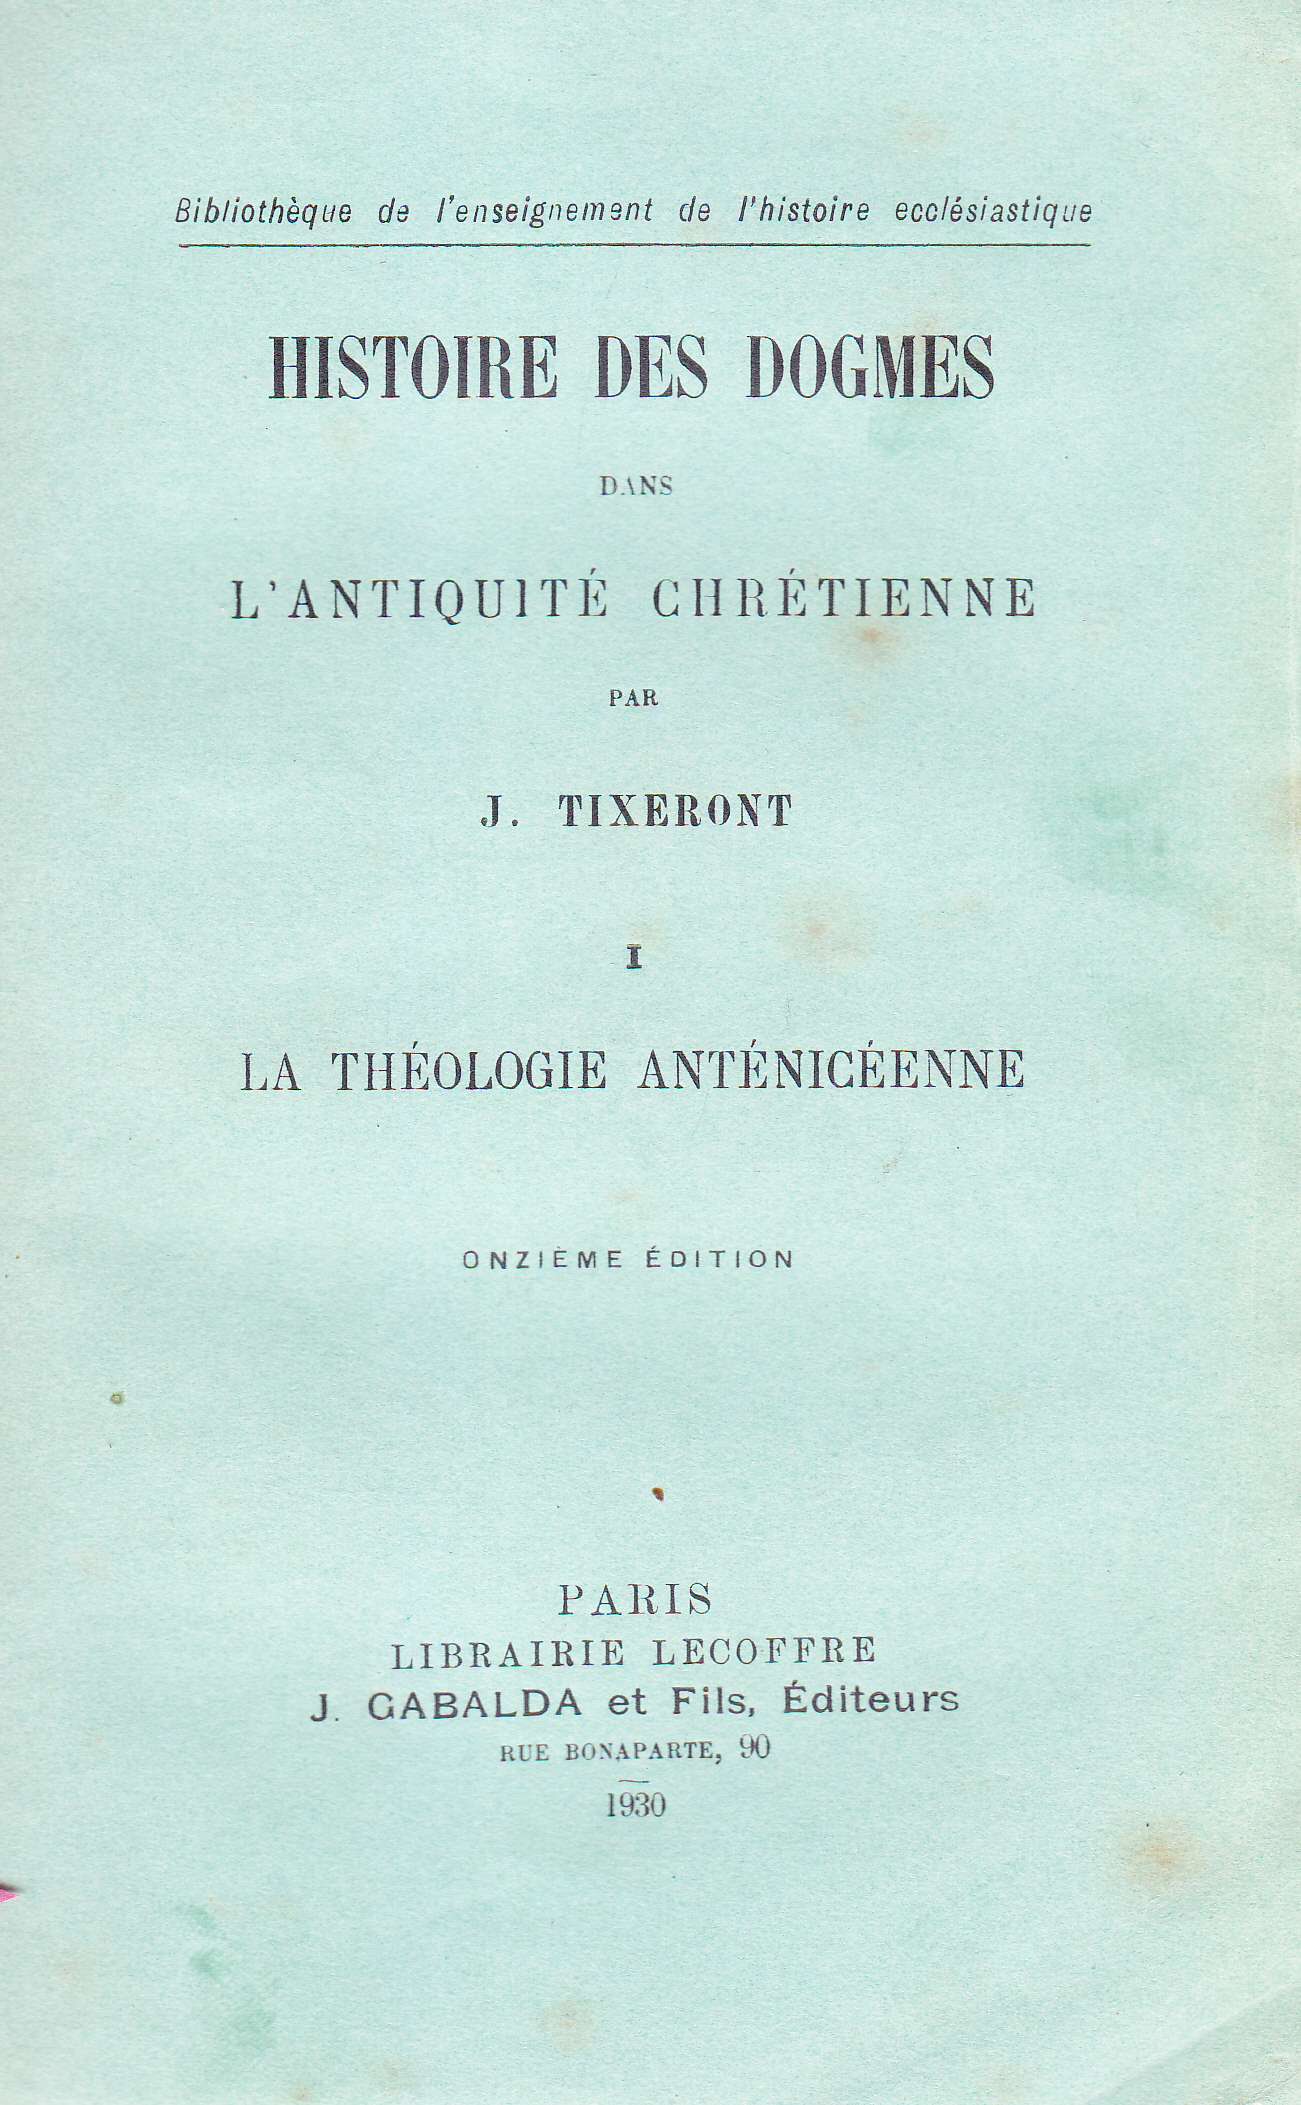 Bibliothèque de l'enseignement de l'histoire ecclésiastique
HISTOIRE DES DOGMES
DANS
L'ANTIQUITÉ CHRÉTIENNE
PAR
J. TIXERONT
I
LA THÉOLOGIE ANTÉNICÉENNE
ONZIÈME ÉDITION
PARIS
LIBRAIRIE LECOFFRE
J. GABALDA et Fils, Éditeurs
RUE BONAPARTE, 90
1930